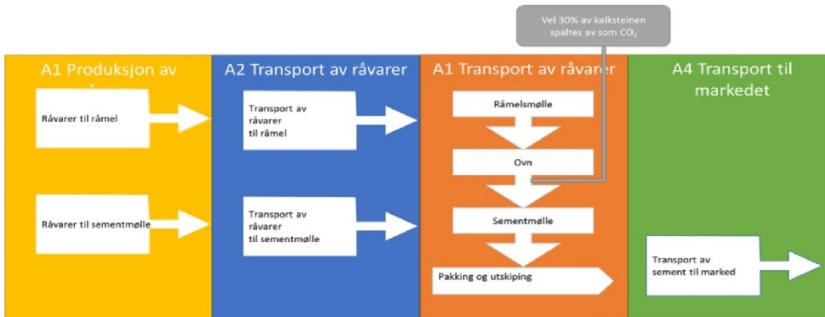 Vel 30% av kalksteinen
spaltes av som CO₂
A1 Produksjon av
A2 Transport av råvarer
A1 Transport av råvarer
A4 Transport til
markedet
Råvarer til råmel
Transport av
råvarer
til råmel
Råmelsmølle
Ovn
Råvarer til sementmølle
Transport av
råvarer
til sementmølle
Sementmølle
Pakking og utskiping
Transport av
sement til marked